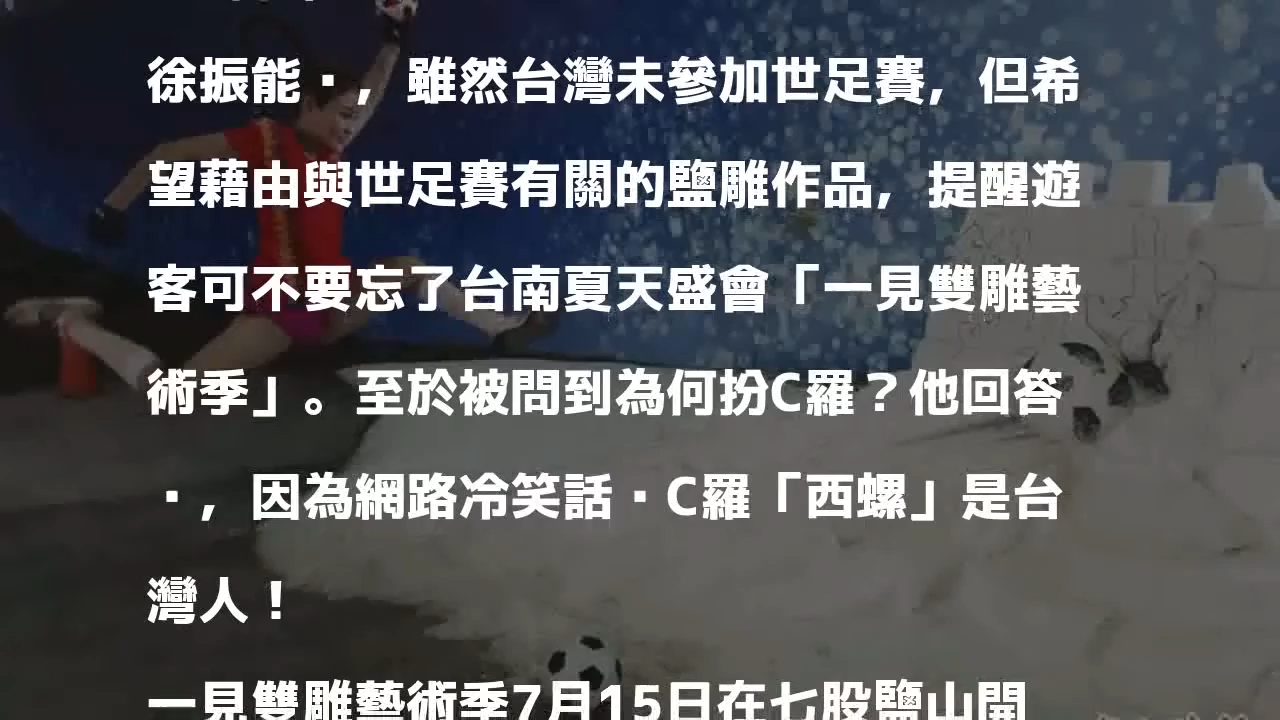 徐振能▪，雖然台灣未參加世足賽，但希
望藉由與世足賽有關的鹽雕作品，提醒遊
客可不要忘了台南夏天盛會「一見雙雕藝
術季」。至於被問到為何扮C羅？他回答
▪，因為網路冷笑話▪C羅「西螺」是台
灣人！
一見雙雕藝術季7月15日在七股鹽山開